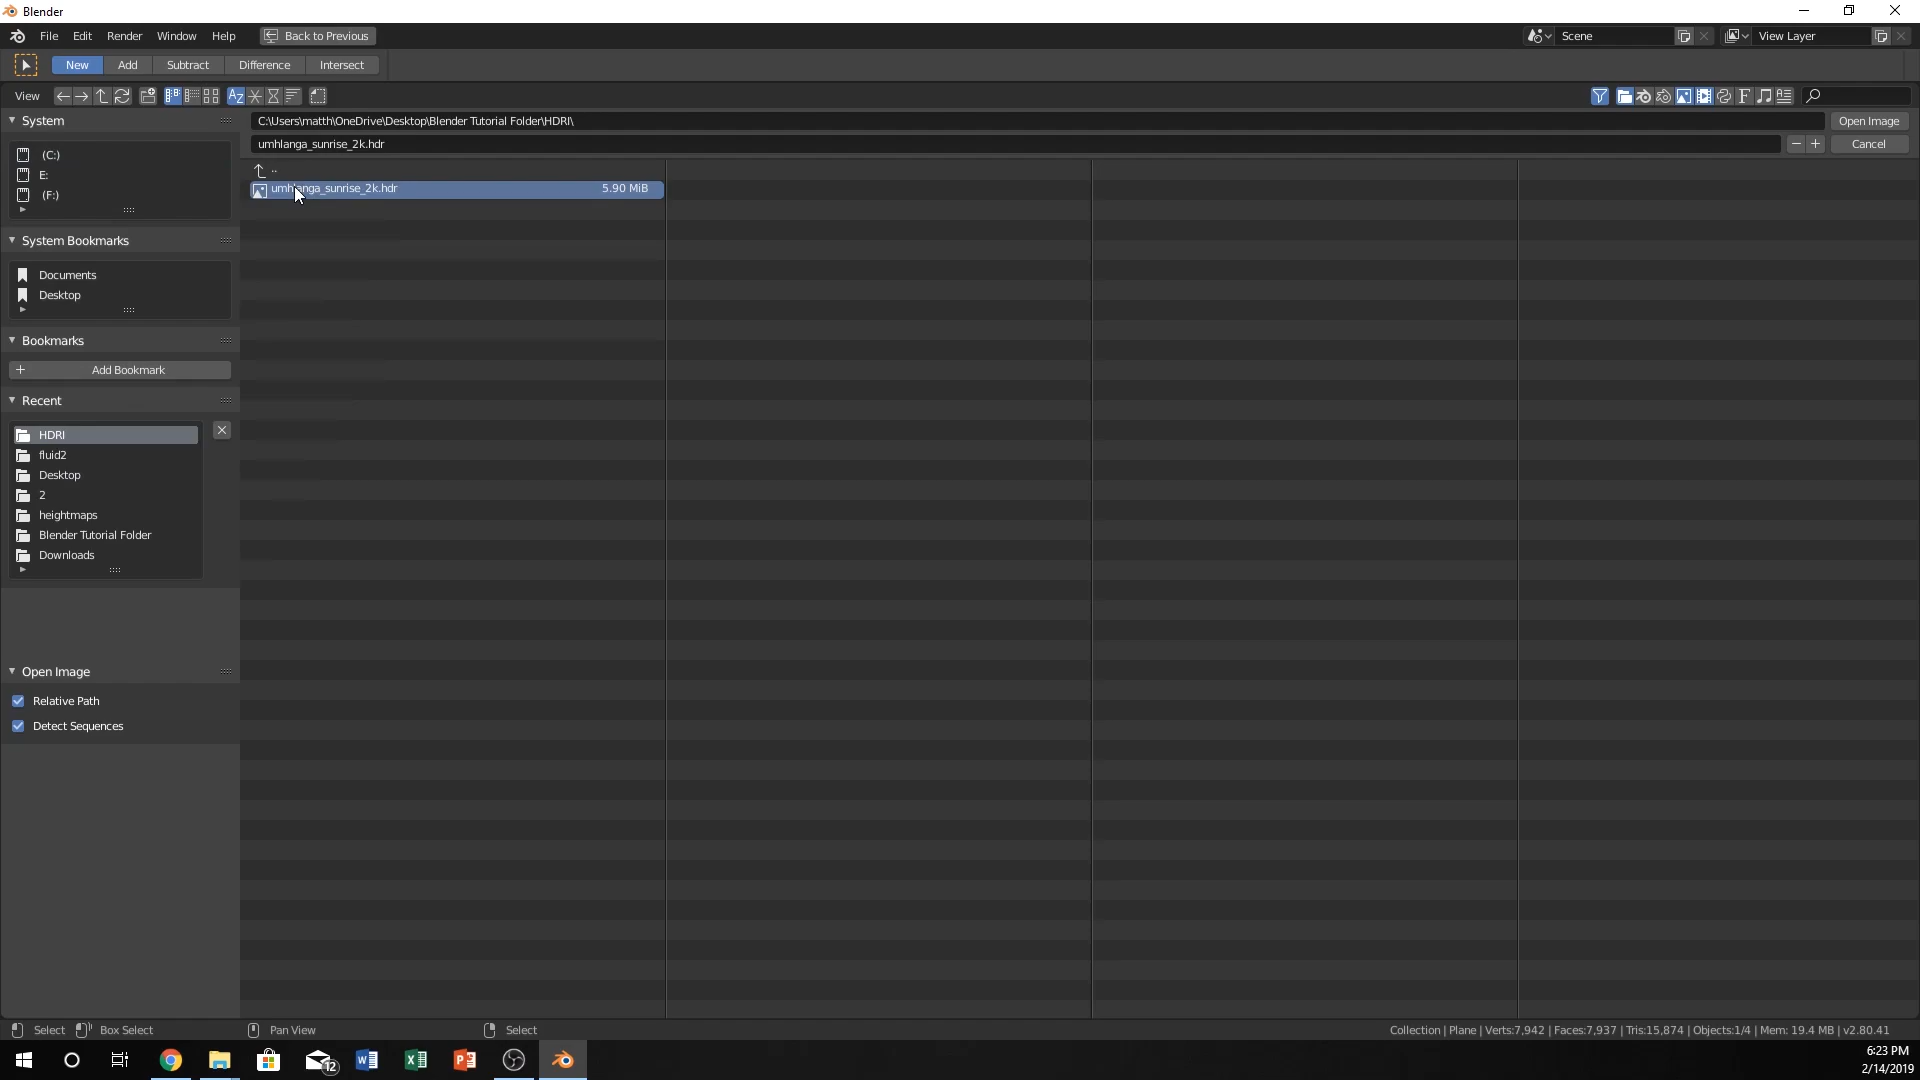 Blender
File Edit Render Window Help Back to Previous Scene View Layer
New Add Subtract Difference Intersect
View
System
C:\Users\matth\OneDrive\Desktop\Blender Tutorial Folder\HDRI\ Open Image
umhlanga_sunrise_2k.hdr Cancel
(C:)
E:
(F:)
..
umhlanga_sunrise_2k.hdr 5.90 MiB
System Bookmarks
Documents
Desktop
Bookmarks
Add Bookmark
Recent
HDRI
fluid2
Desktop
2
heightmaps
Blender Tutorial Folder
Downloads
Open Image
Relative Path
Detect Sequences
Select Box Select Pan View Select Collection | Plane | Verts:7,942 | Faces:7,937 | Tris:15,874 | Objects:1/4 | Mem: 19.4 MB | v2.80.41
12
6:23 PM
2/14/2019